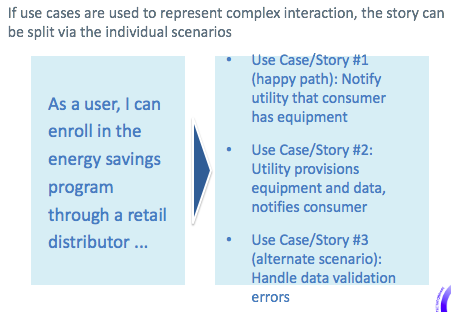 If use cases are used to represent complex interaction, the story can
be split via the individual scenarios
As a user, I can
enroll in the
energy savings
program
through a retail
distributor ...
• Use Case/Story #1
(happy path): Notify
utility that consumer
has equipment
• Use Case/Story #2:
Utility provisions
equipment and data,
notifies consumer
• Use Case/Story #3
(alternate scenario):
Handle data validation
errors